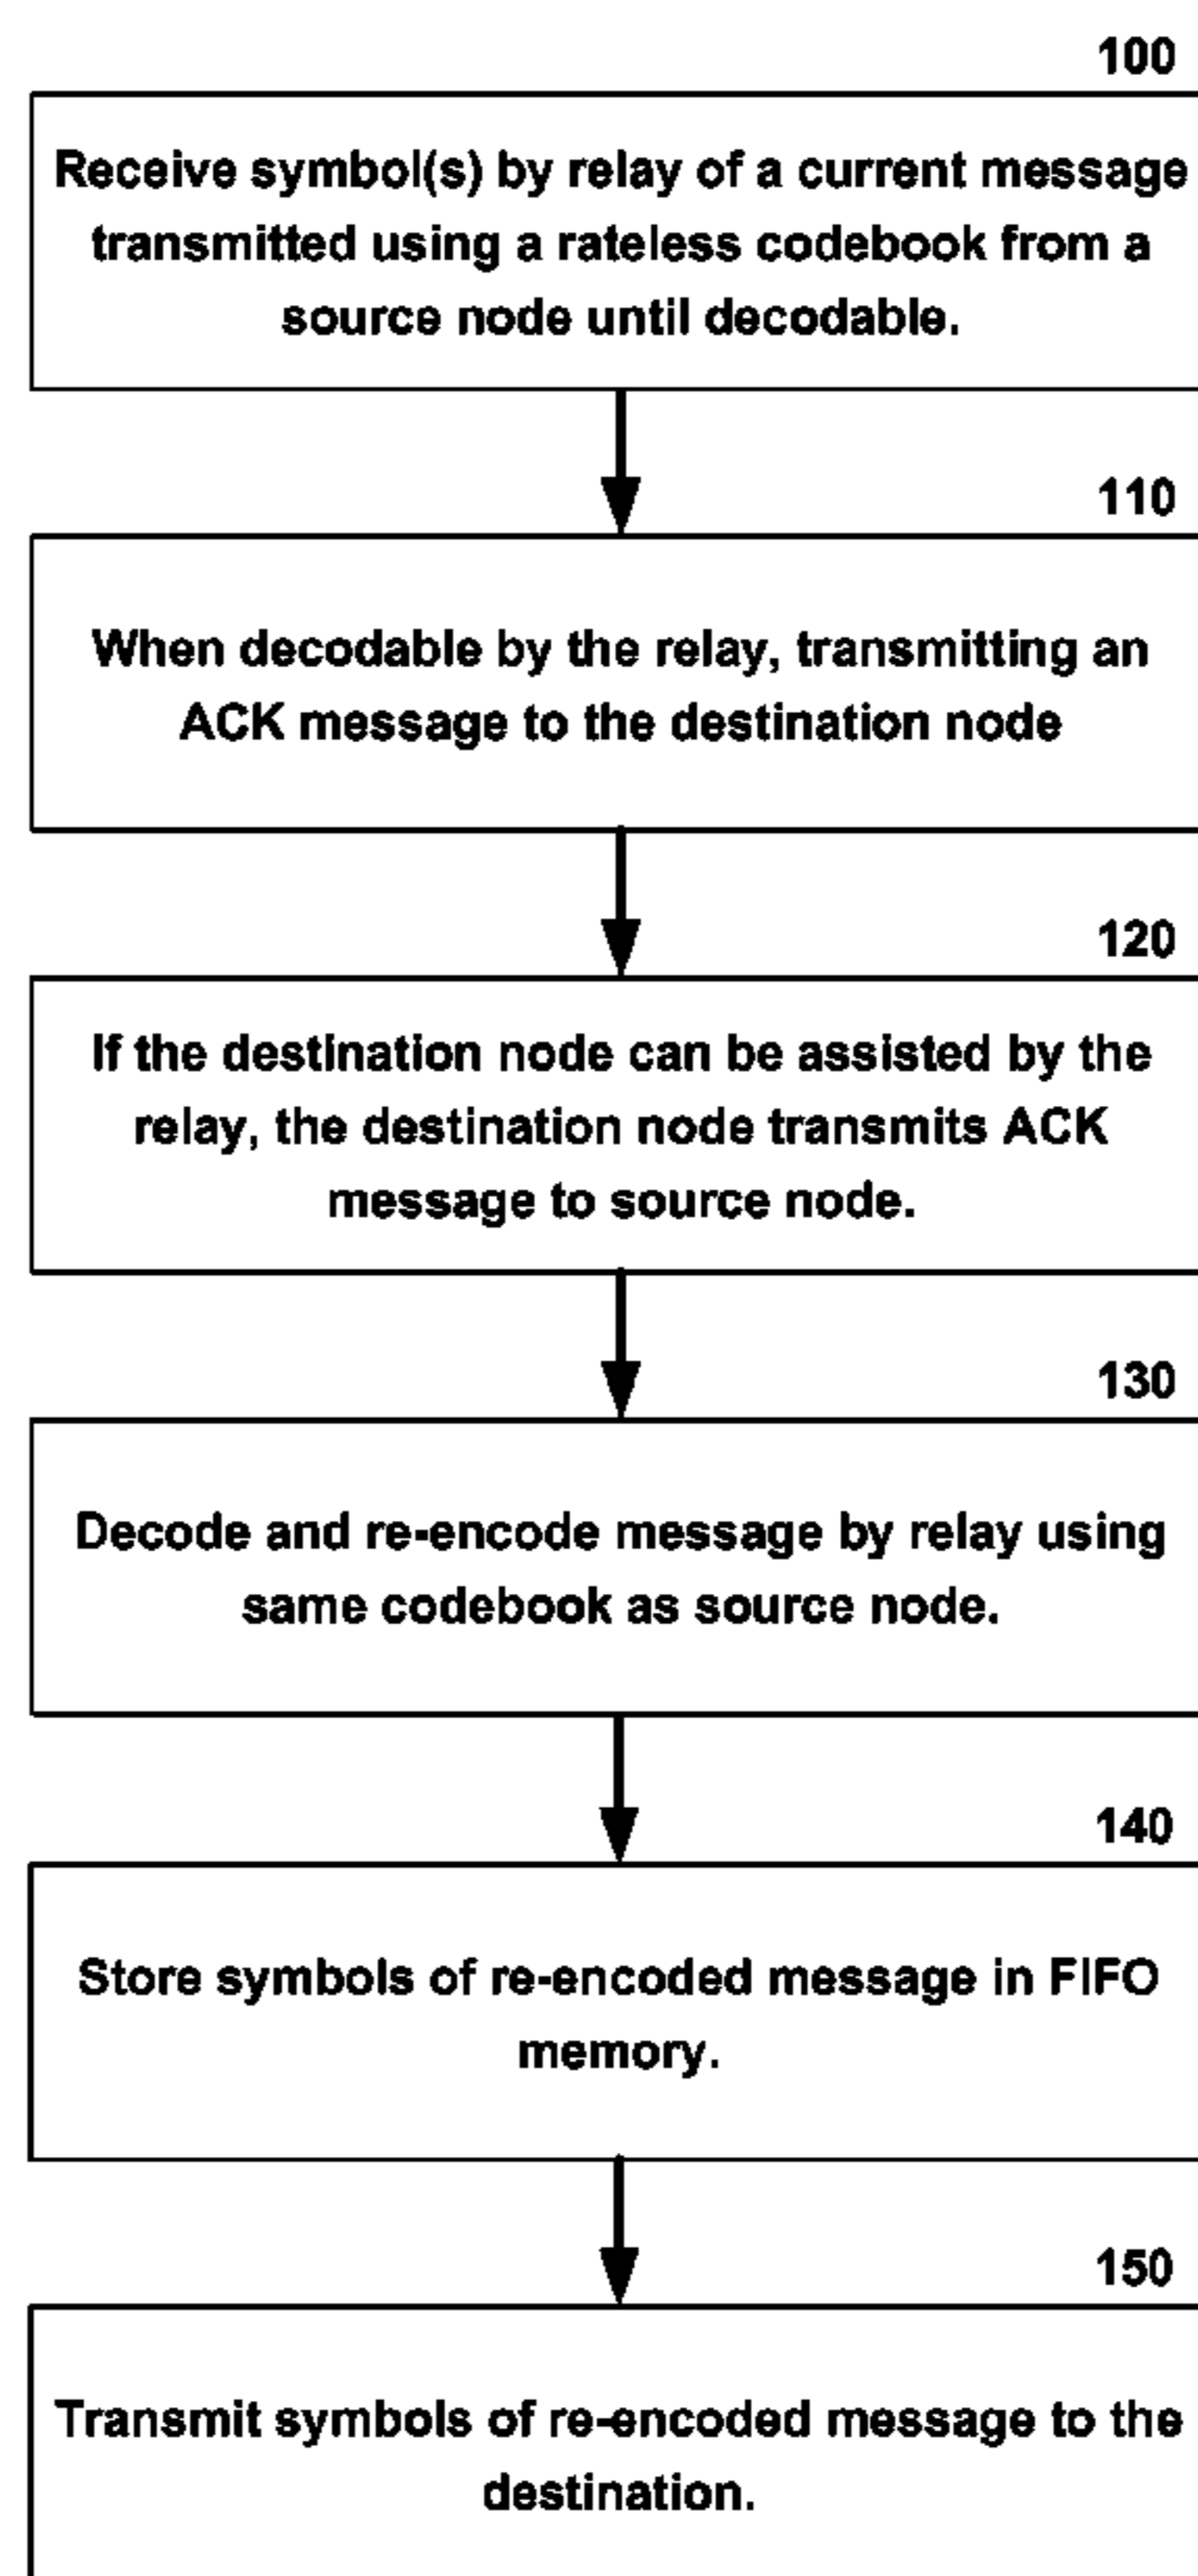 100
Receive symbol(s) by relay of a current message
transmitted using a rateless codebook from a
source node until decodable.
110
When decodable by the relay, transmitting an
ACK message to the destination node
120
If the destination node can be assisted by the
relay, the destination node transmits ACK
message to source node.
130
Decode and re-encode message by relay using
same codebook as source node.
140
Store symbols of re-encoded message in FIFO
memory.
150
Transmit symbols of re-encoded message to the
destination.